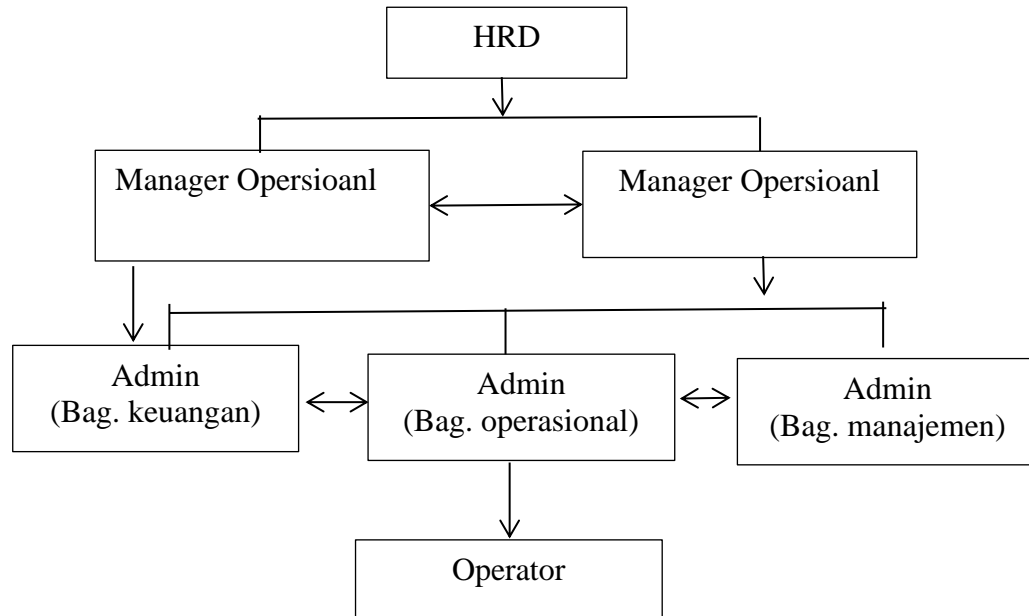 HRD
Manager Opersioanl
Manager Opersioanl
Admin
(Bag. keuangan)
Admin
(Bag. operasional)
Admin
(Bag. manajemen)
Operator